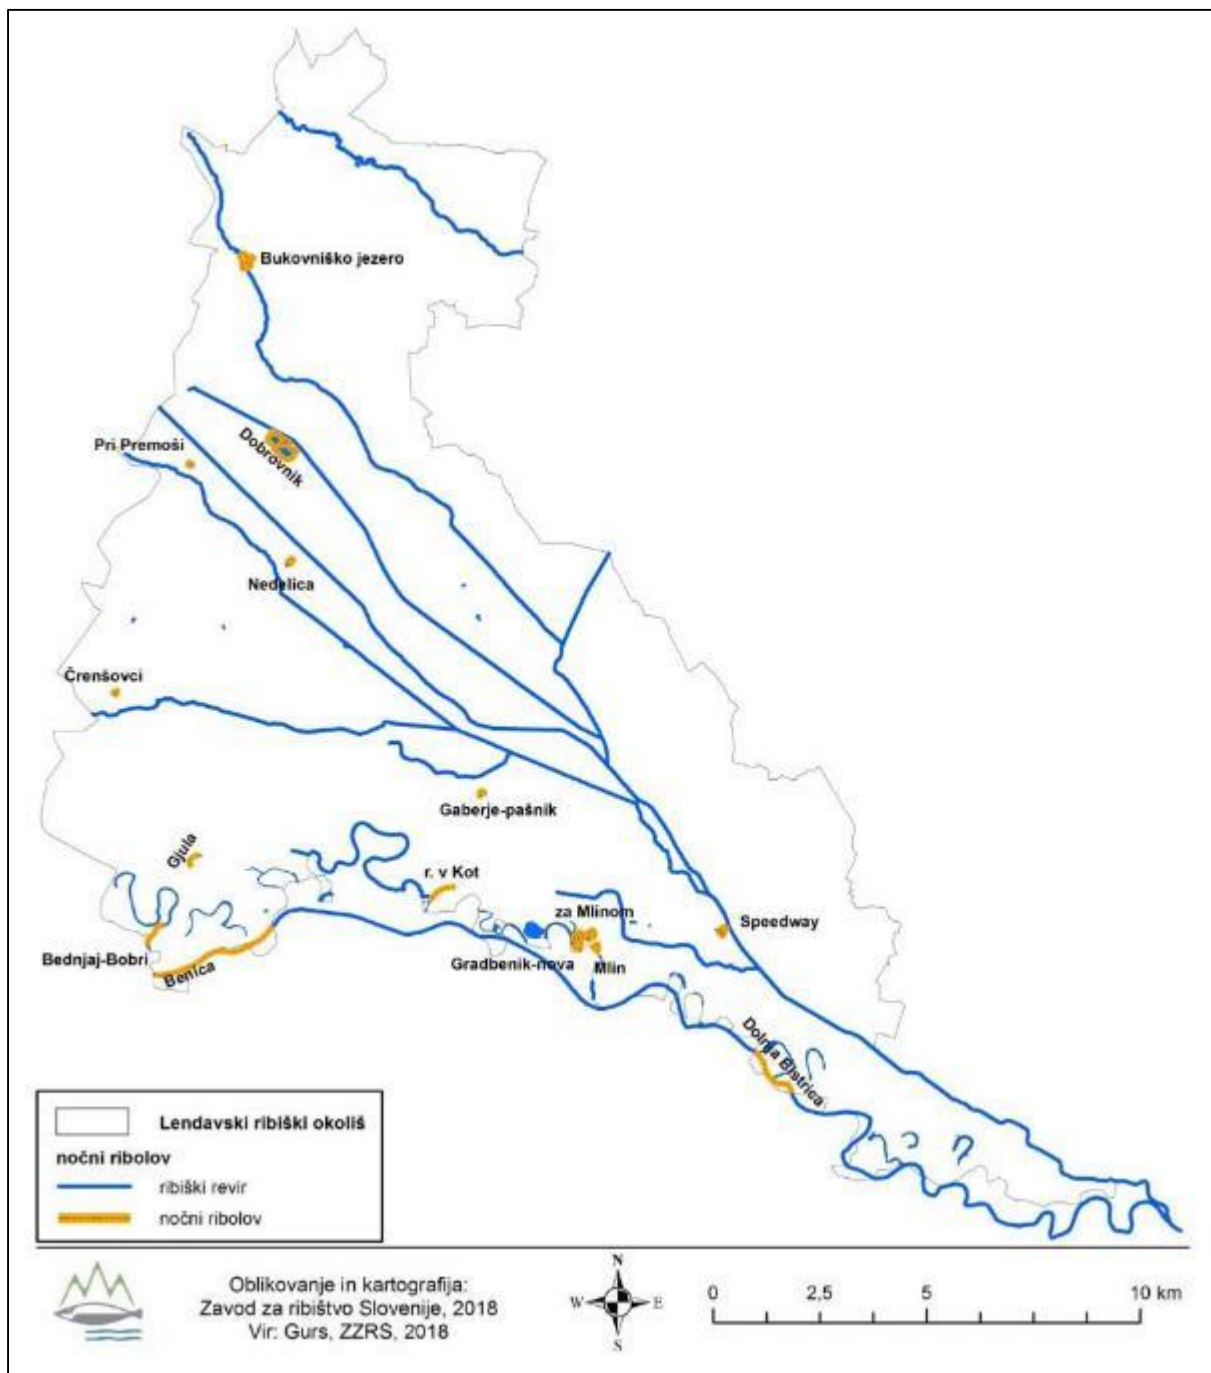 Bukovniško jezero
Pri Premoši
Dobrovnik
Nedelica
Črenšovci
Gaberje-pašnik
Gjula
r. v Kot
za Mlinom
Speedway
Bednjaj-Bobri
Benica
Gradbenik-nova
Mlin
Dolnja Bistrica
Lendavski ribiški okoliš
nočni ribolov
ribiški revir
nočni ribolov
Oblikovanje in kartografija:
Zavod za ribištvo Slovenije, 2018
Vir: Gurs, ZZRS, 2018
N
W E
S
0 2,5 5 10 km